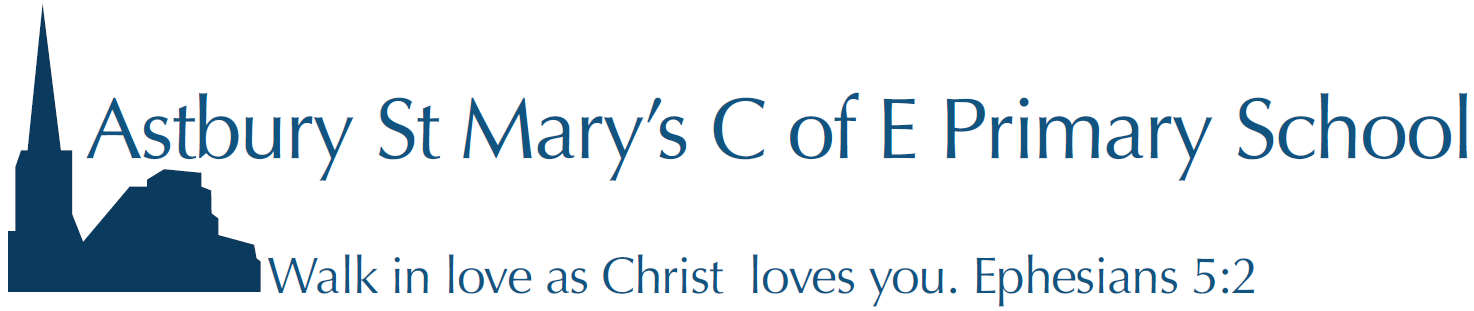 Astbury St Mary’s C of E Primary School
Walk in love as Christ  loves you. Ephesians 5:2